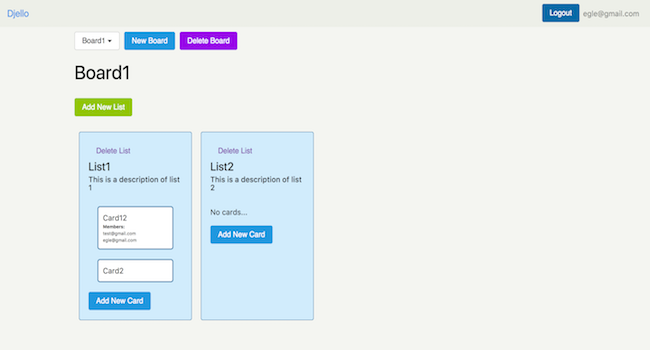 Djello
Logout egle@gmail.com
Board1 New Board Delete Board
Board1
Add New List
Delete List
List1
This is a description of list
1
Card12
Members:
test@gmail.com
egle@gmail.com
Card2
Add New Card
Delete List
List2
This is a description of list
2
No cards...
Add New Card